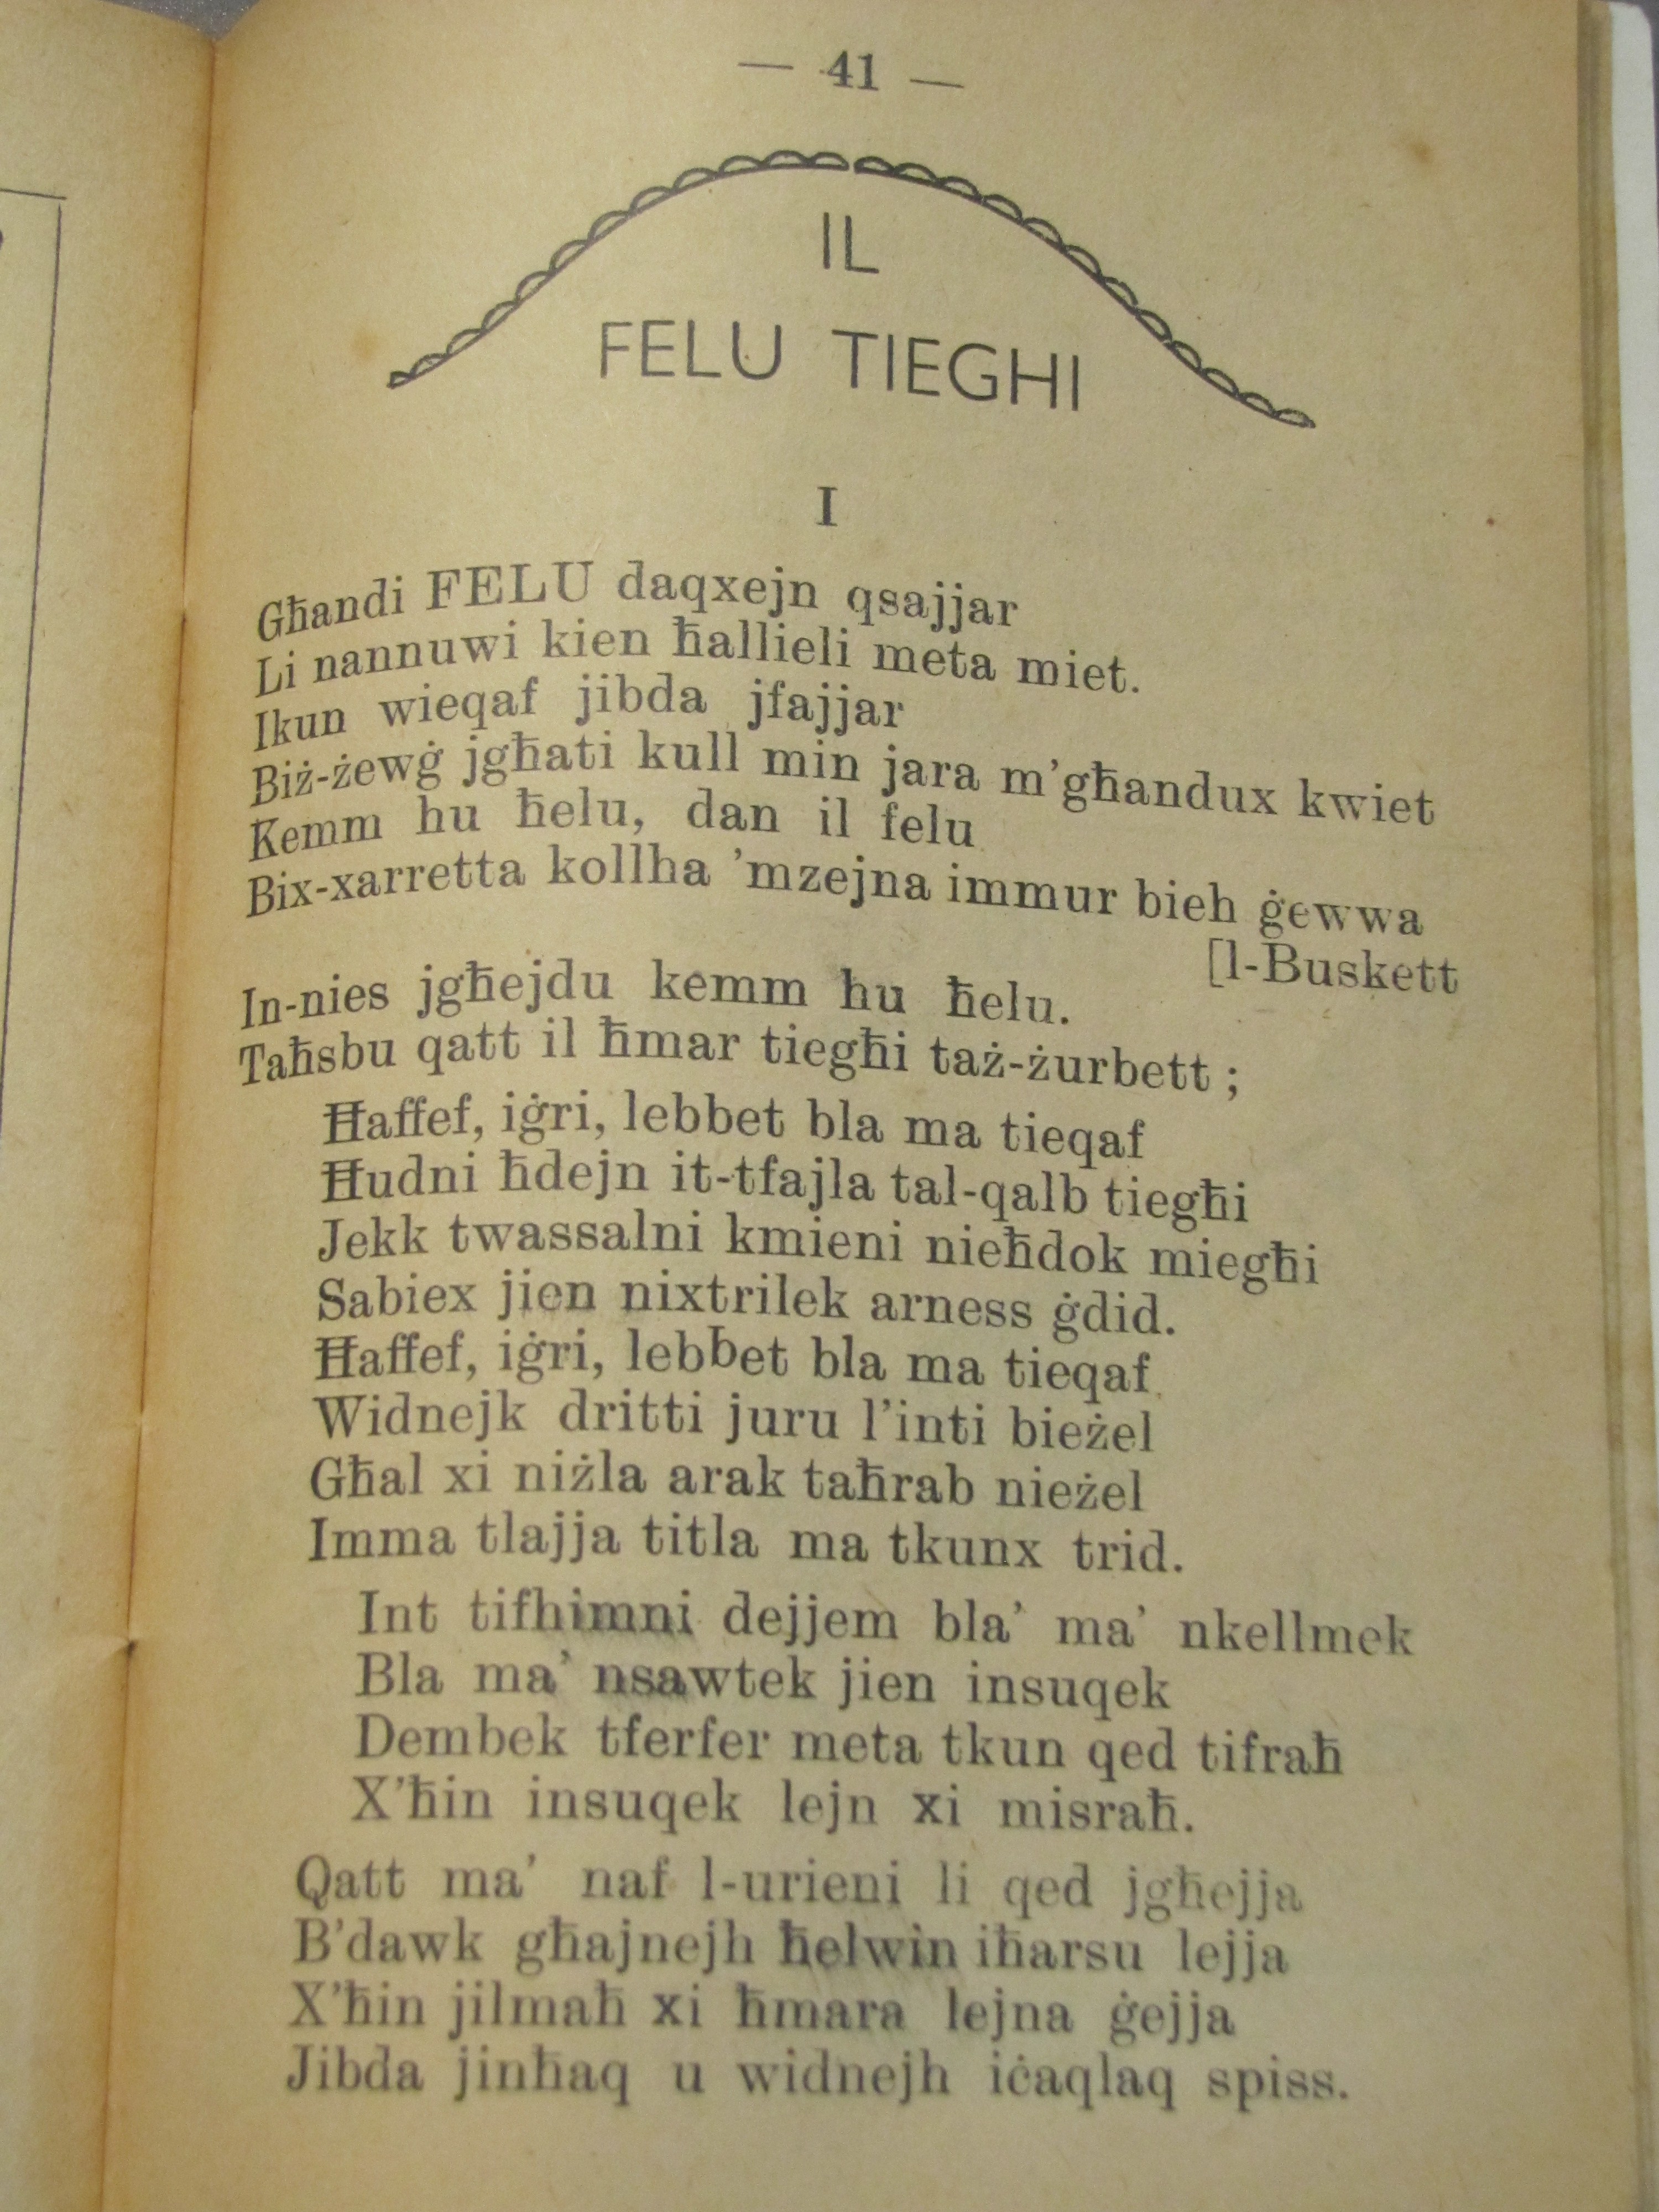 — 41 —
IL
FELU TIEGHI
I
Għandi FELU daqxejn qsajjar
Li nannuwi kien ħallieli meta miet.
Ikun wieqaf jibda jfajjar
Biż-żewġ jgħati kull min jara m'għandux kwiet
Kemm hu ħelu, dan il felu
Bix-xarretta kollha 'mzejna immur bieh ġewwa
[l-Buskett
In-nies jgħejdu kemm hu ħelu.
Taħsbu qatt il ħmar tiegħi taż-żurbett ;
Ħaffef, iġri, lebbet bla ma tieqaf
Ħudni ħdejn it-tfajla tal-qalb tiegħi
Jekk twassalni kmieni nieħdok miegħi
Sabiex jien nixtrilek arness ġdid.
Ħaffef, iġri, lebbet bla ma tieqaf
Widnejk dritti juru l'inti bieżel
Għal xi niżla arak taħrab nieżel
Imma tlajja titla ma tkunx trid.
Int tifhimni dejjem bla' ma' nkellmek
Bla ma' nsawtek jien insuqek
Dembek tferfer meta tkun qed tifraħ
X'ħin insuqek lejn xi misraħ.
Qatt ma' naf l-urieni li qed jgħejja
B'dawk għajnejh ħelwin iħarsu lejja
X'ħin jilmaħ xi ħmara lejna ġejja
Jibda jinħaq u widnejh iċaqlaq spiss.